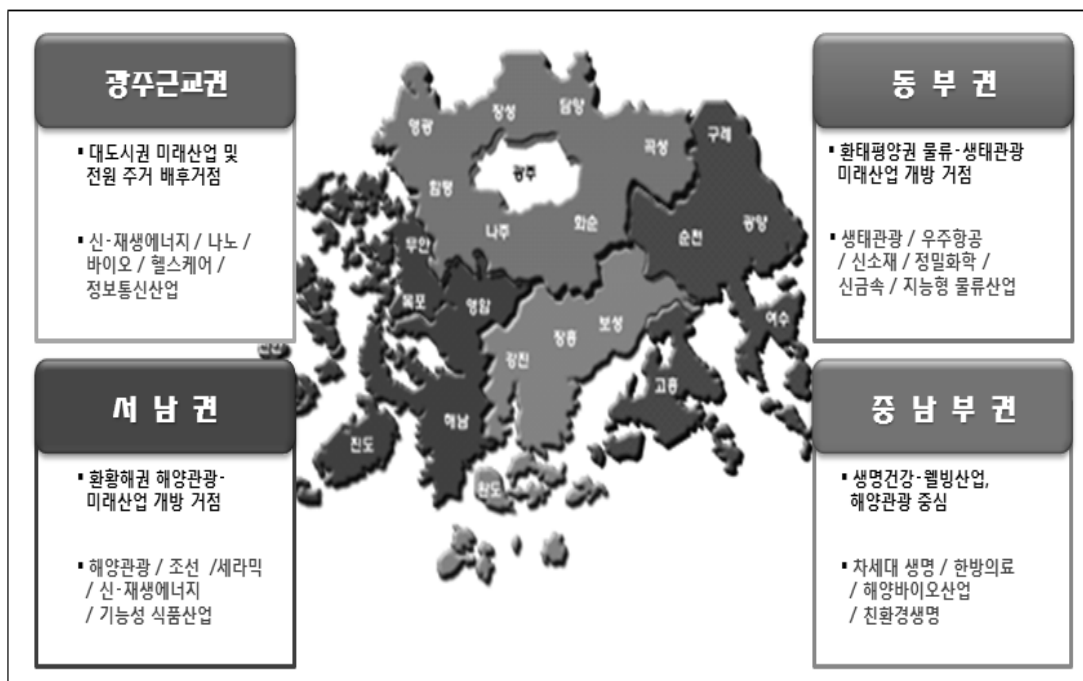 광주근교권
▪ 대도시권 미래산업 및
전원 주거 배후거점
▪ 신-재생에너지 / 나노 /
바이오 / 헬스케어 /
정보통신산업
동 부 권
▪ 환태평양권 물류-생태관광
미래산업 개방 거점
▪ 생태관광 / 우주항공
/ 신소재 / 정밀화학 /
신금속 / 지능형 물류산업
영광
장성
담양
곡성
구례
함평
광주
나주
화순
순천
광양
무안
목포
영암
신안
강진
장흥
보성
여수
고흥
해남
진도
완도
서 남 권
▪ 환황해권 해양관광-
미래산업 개방 거점
▪ 해양관광 / 조선 /세라믹
/ 신-재생에너지
/ 기능성 식품산업
중 남 부 권
▪ 생명건강-웰빙산업,
해양관광 중심
▪ 차세대 생명 / 한방의료
/ 해양바이오산업
/ 친환경생명